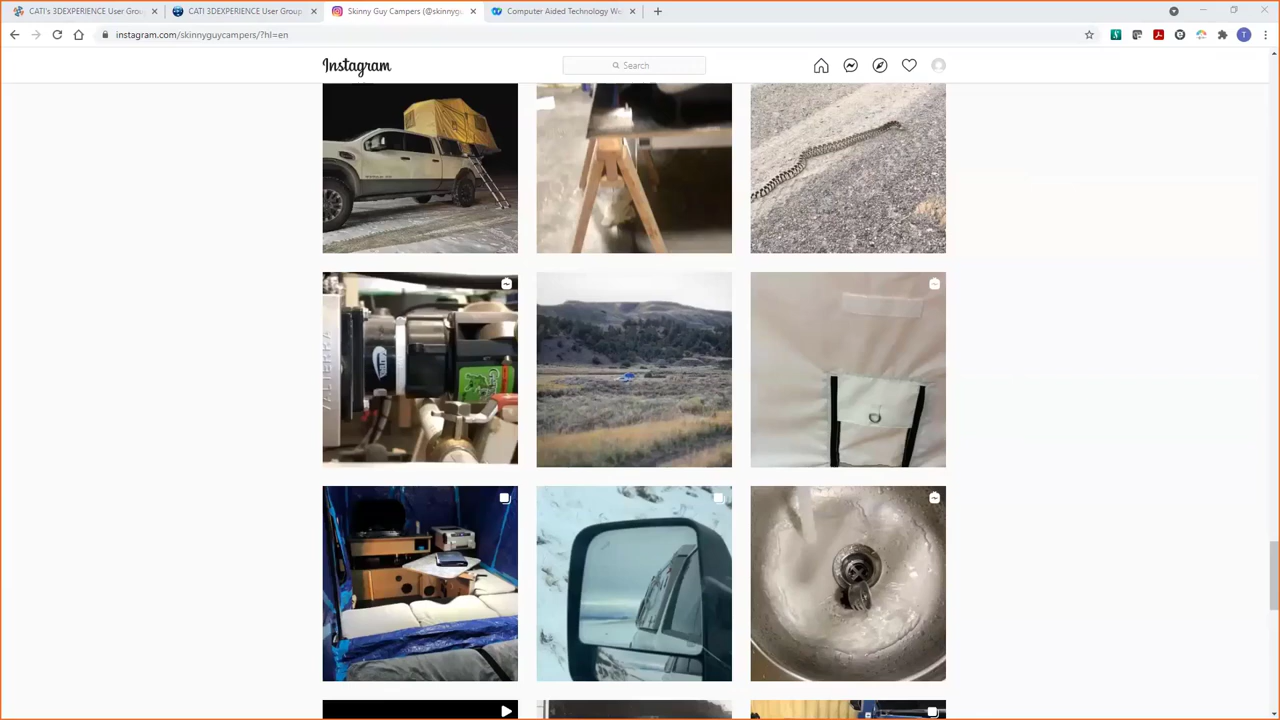 CATI's 3DEXPERIENCE User Grou
CATI 3DEXPERIENCE User Group
Skinny Guy Campers (@skinnyg
Computer Aided Technology We
instagram.com/skinnyguycampers/?hl=en
T
Instagram
Search